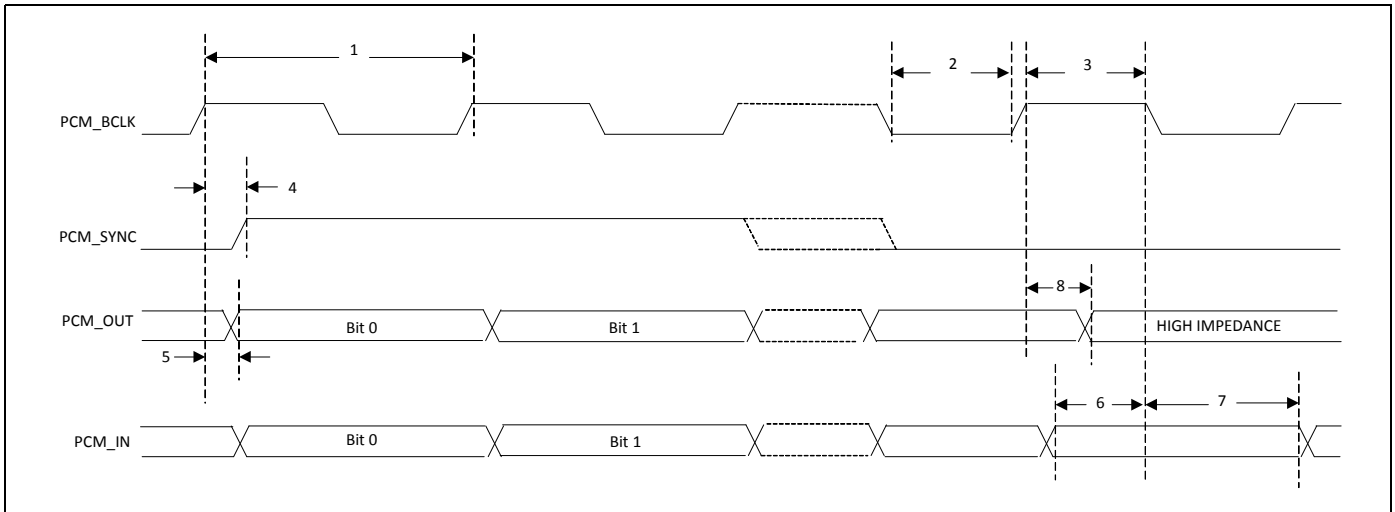 1
2
3
PCM_BCLK
4
PCM_SYNC
8
PCM_OUT
Bit 0
Bit 1
HIGH IMPEDANCE
5
6
7
PCM_IN
Bit 0
Bit 1